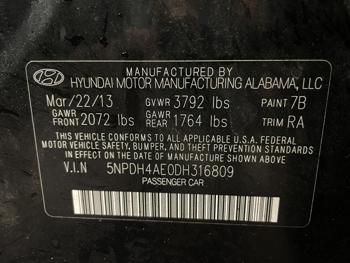 MANUFACTURED BY
HYUNDAI MOTOR MANUFACTURING ALABAMA, LLC
Mar/22/13 GVWR 3792 lbs PAINT 7B
GAWR FRONT 2072 lbs GAWR REAR 1764 lbs TRIM RA
THIS VEHICLE CONFORMS TO ALL APPLICABLE U.S.A. FEDERAL
MOTOR VEHICLE SAFETY, BUMPER, AND THEFT PREVENTION STANDARDS
IN EFFECT ON THE DATE OF MANUFACTURE SHOWN ABOVE.
V.I.N 5NPDH4AE0DH316809
PASSENGER CAR